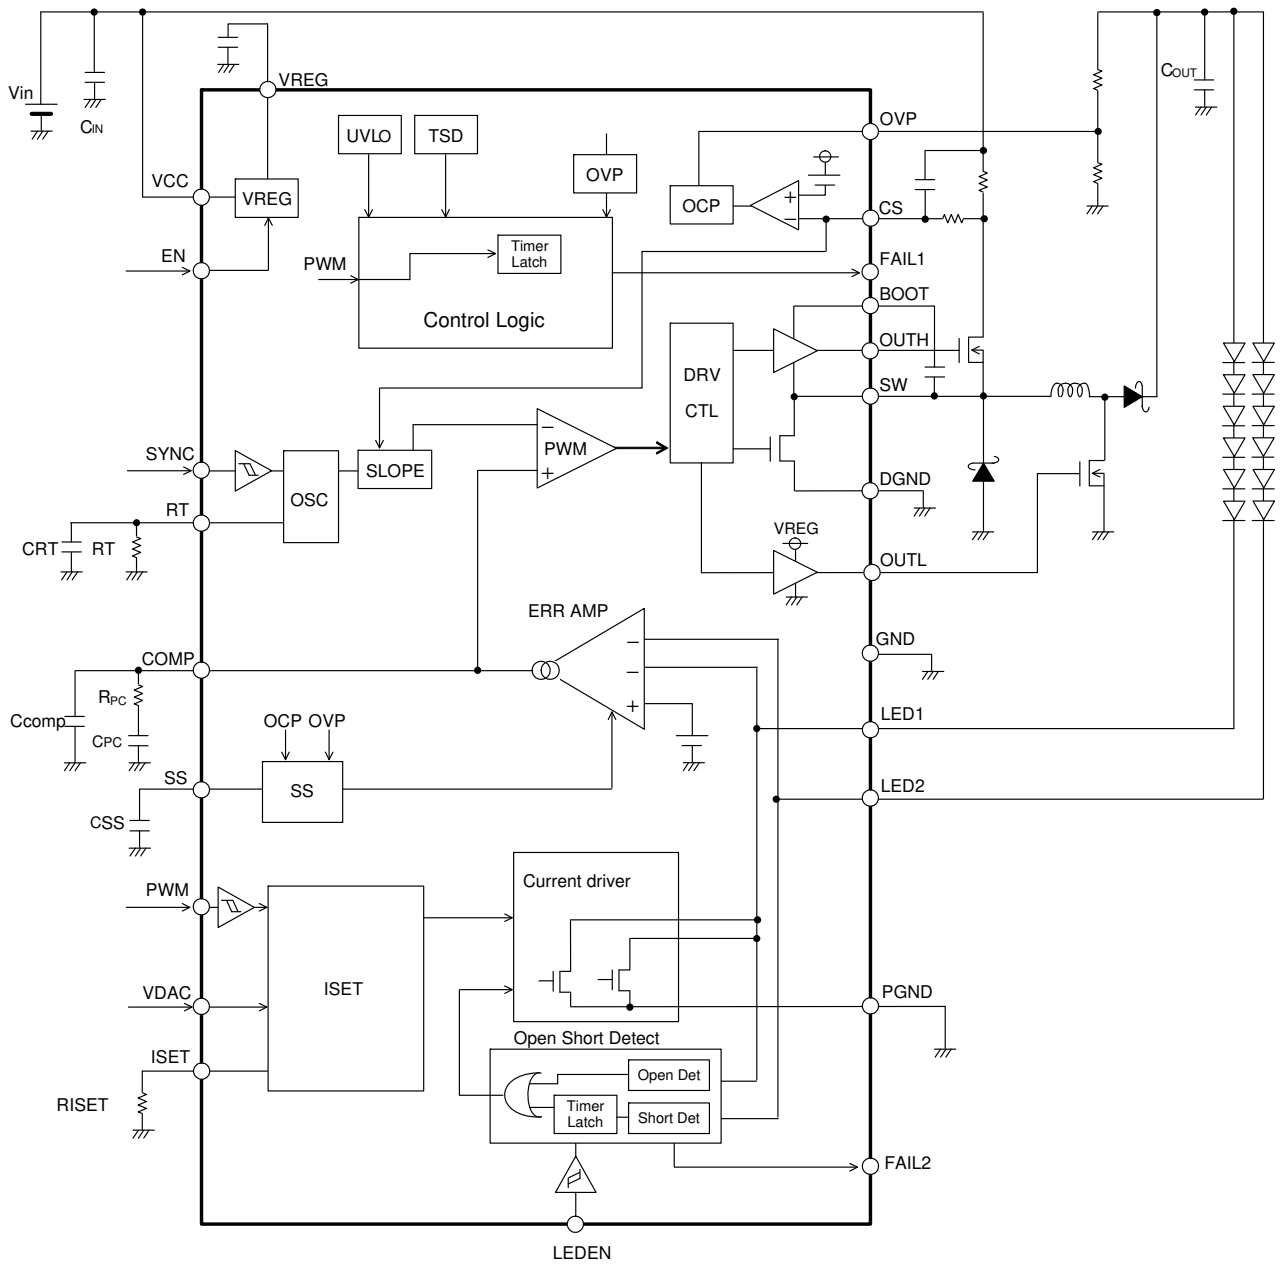 VREG
Vin
CIN
COUT
OVP
UVLO
TSD
OVP
VCC
VREG
OCP
+
−
CS
EN
PWM
Timer
Latch
FAIL1
Control Logic
BOOT
OUTH
DRV
CTL
SW
SYNC
OSC
SLOPE
−
PWM
+
DGND
RT
CRT
RT
VREG
OUTL
ERR AMP
−
−
+
GND
COMP
RPC
Ccomp
CPC
OCP
OVP
LED1
SS
SS
LED2
CSS
PWM
Current driver
VDAC
ISET
PGND
ISET
RISET
Open Short Detect
Open Det
Timer
Latch
Short Det
FAIL2
LEDEN